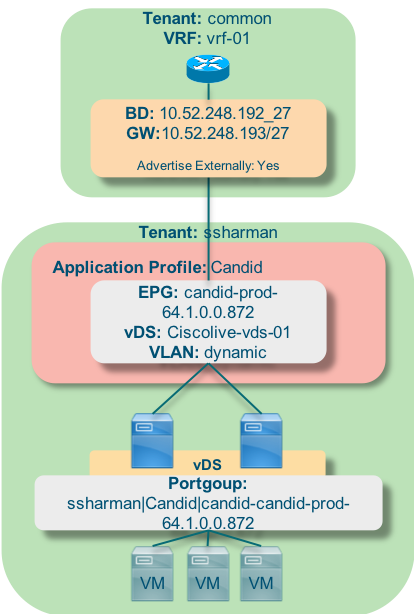 Tenant: common
VRF: vrf-01
BD: 10.52.248.192_27
GW:10.52.248.193/27
Advertise Externally: Yes
Tenant: ssharman
Application Profile: Candid
EPG: candid-prod-
64.1.0.0.872
vDS: Ciscolive-vds-01
VLAN: dynamic
vDS
Portgoup:
ssharman|Candid|candid-candid-prod-
64.1.0.0.872
VM VM VM